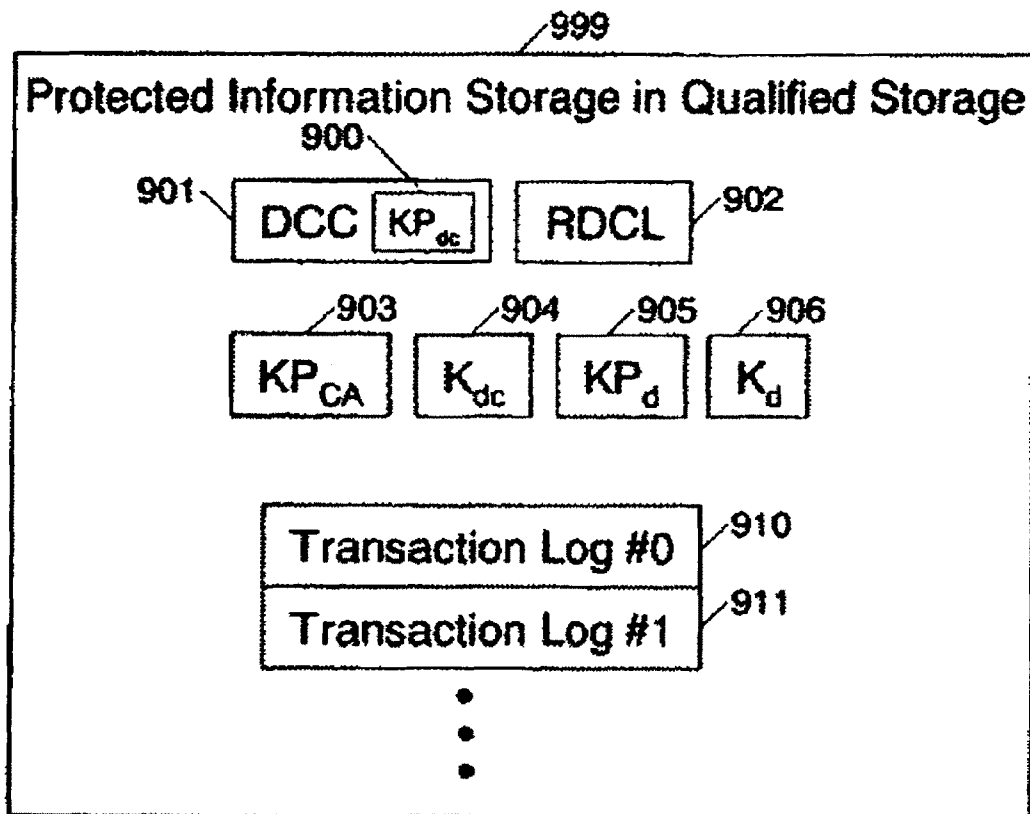 999
Protected Information Storage in Qualified Storage
900
901 DCC KPdc RDCL 902
903 904 905 906
KPCA Kdc KPd Kd
Transaction Log #0 910
Transaction Log #1 911